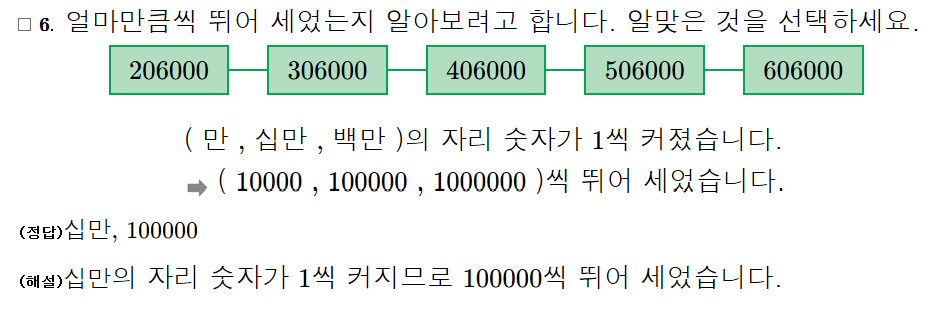 □ 6. 얼마만큼씩 뛰어 세었는지 알아보려고 합니다. 알맞은 것을 선택하세요.
206000 306000 406000 506000 606000
( 만 , 십만 , 백만 )의 자리 숫자가 1씩 커졌습니다.
➡ ( 10000 , 100000 , 1000000 )씩 뛰어 세었습니다.
(정답)십만, 100000
(해설)십만의 자리 숫자가 1씩 커지므로 100000씩 뛰어 세었습니다.